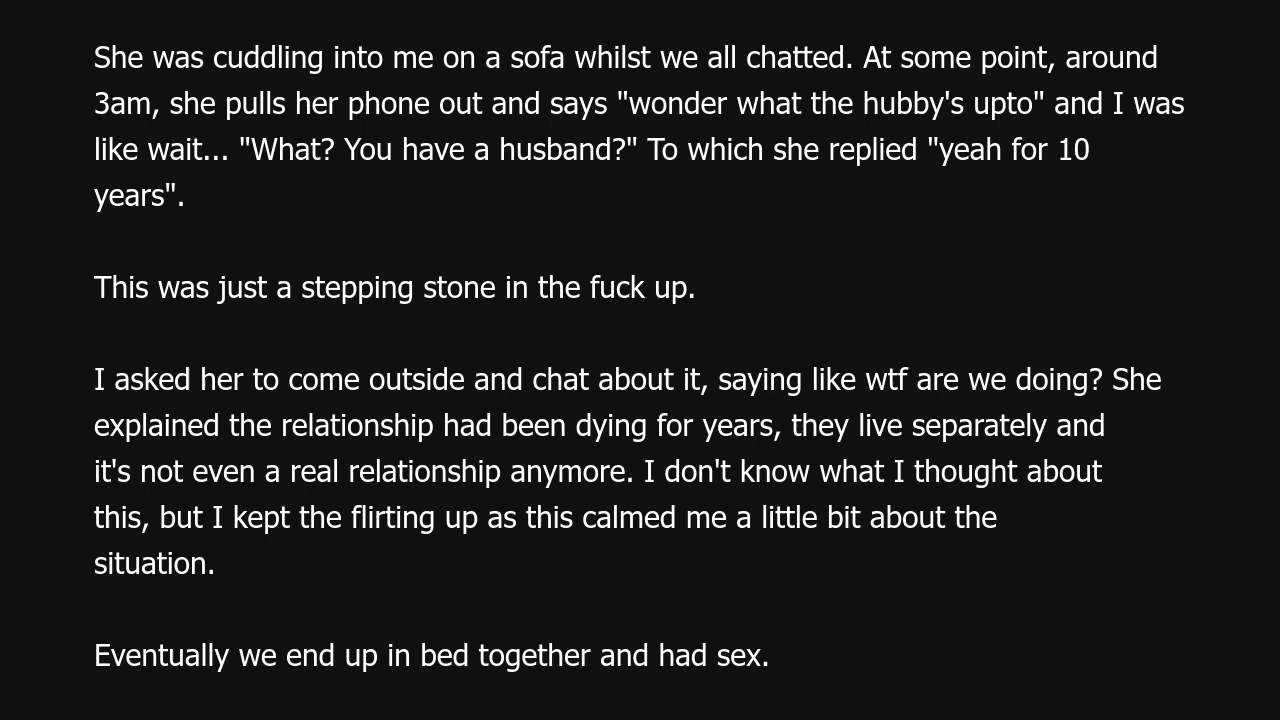 She was cuddling into me on a sofa whilst we all chatted. At some point, around
3am, she pulls her phone out and says "wonder what the hubby's upto" and I was
like wait... "What? You have a husband?" To which she replied "yeah for 10
years".
This was just a stepping stone in the fuck up.
I asked her to come outside and chat about it, saying like wtf are we doing? She
explained the relationship had been dying for years, they live separately and
it's not even a real relationship anymore. I don't know what I thought about
this, but I kept the flirting up as this calmed me a little bit about the
situation.
Eventually we end up in bed together and had sex.